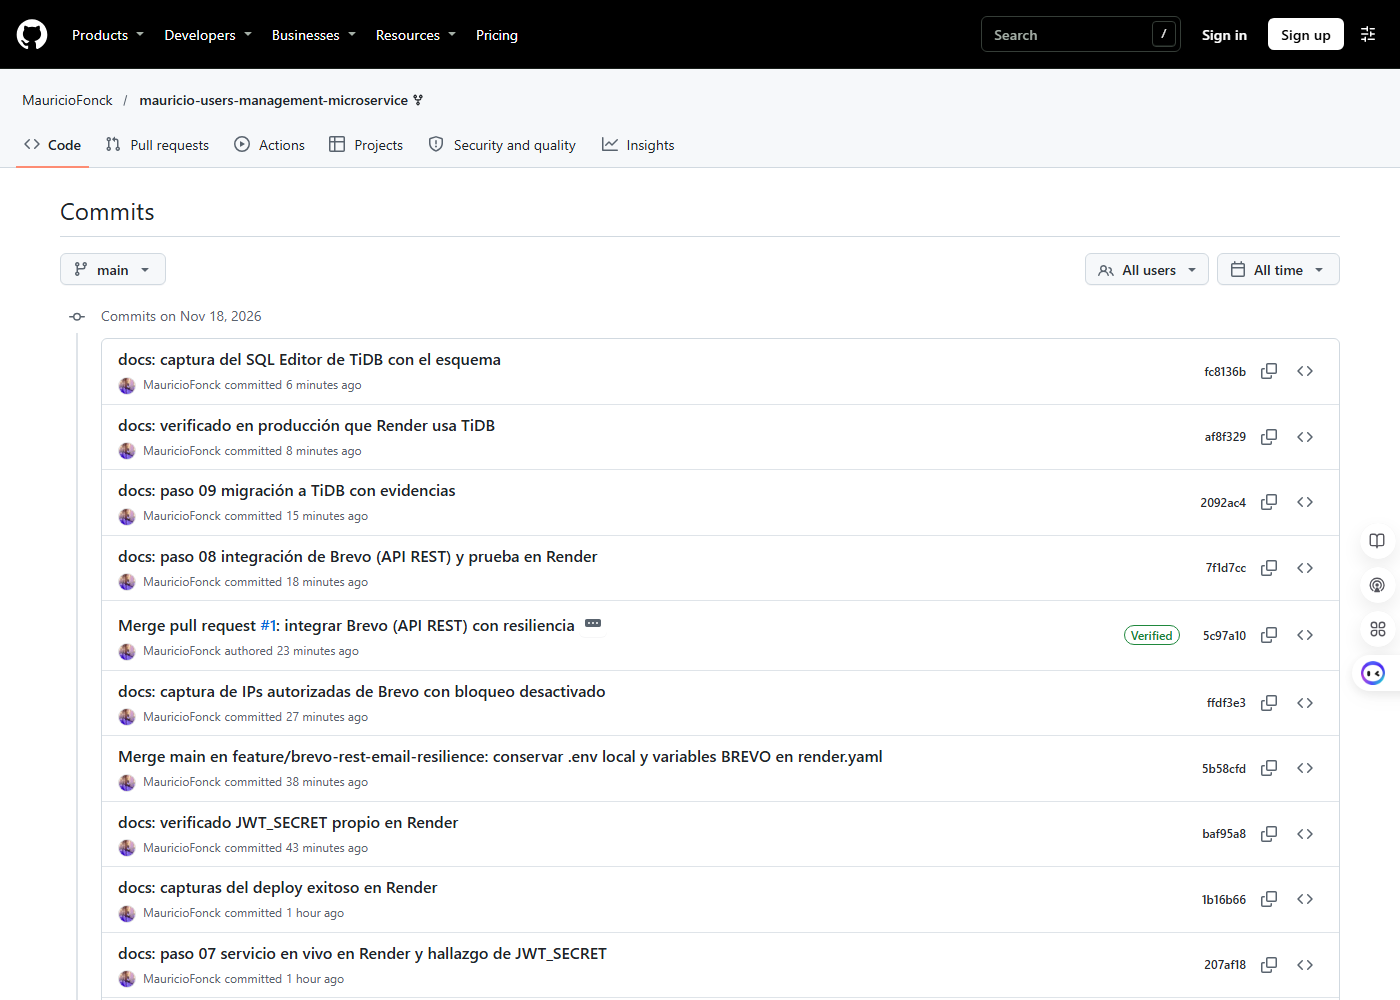 Products Developers Businesses Resources Pricing Search / Sign in Sign up
MauricioFonck / mauricio-users-management-microservice
Code Pull requests Actions Projects Security and quality Insights
Commits
main All users All time
Commits on Nov 18, 2026
docs: captura del SQL Editor de TiDB con el esquema
MauricioFonck committed 6 minutes ago
fc8136b
docs: verificado en producción que Render usa TiDB
MauricioFonck committed 8 minutes ago
af8f329
docs: paso 09 migración a TiDB con evidencias
MauricioFonck committed 15 minutes ago
2092ac4
docs: paso 08 integración de Brevo (API REST) y prueba en Render
MauricioFonck committed 18 minutes ago
7f1d7cc
Merge pull request #1: integrar Brevo (API REST) con resiliencia
MauricioFonck authored 23 minutes ago
Verified 5c97a10
docs: captura de IPs autorizadas de Brevo con bloqueo desactivado
MauricioFonck committed 27 minutes ago
ffdf3e3
Merge main en feature/brevo-rest-email-resilience: conservar .env local y variables BREVO en render.yaml
MauricioFonck committed 38 minutes ago
5b58cfd
docs: verificado JWT_SECRET propio en Render
MauricioFonck committed 43 minutes ago
baf95a8
docs: capturas del deploy exitoso en Render
MauricioFonck committed 1 hour ago
1b16b66
docs: paso 07 servicio en vivo en Render y hallazgo de JWT_SECRET
MauricioFonck committed 1 hour ago
207af18